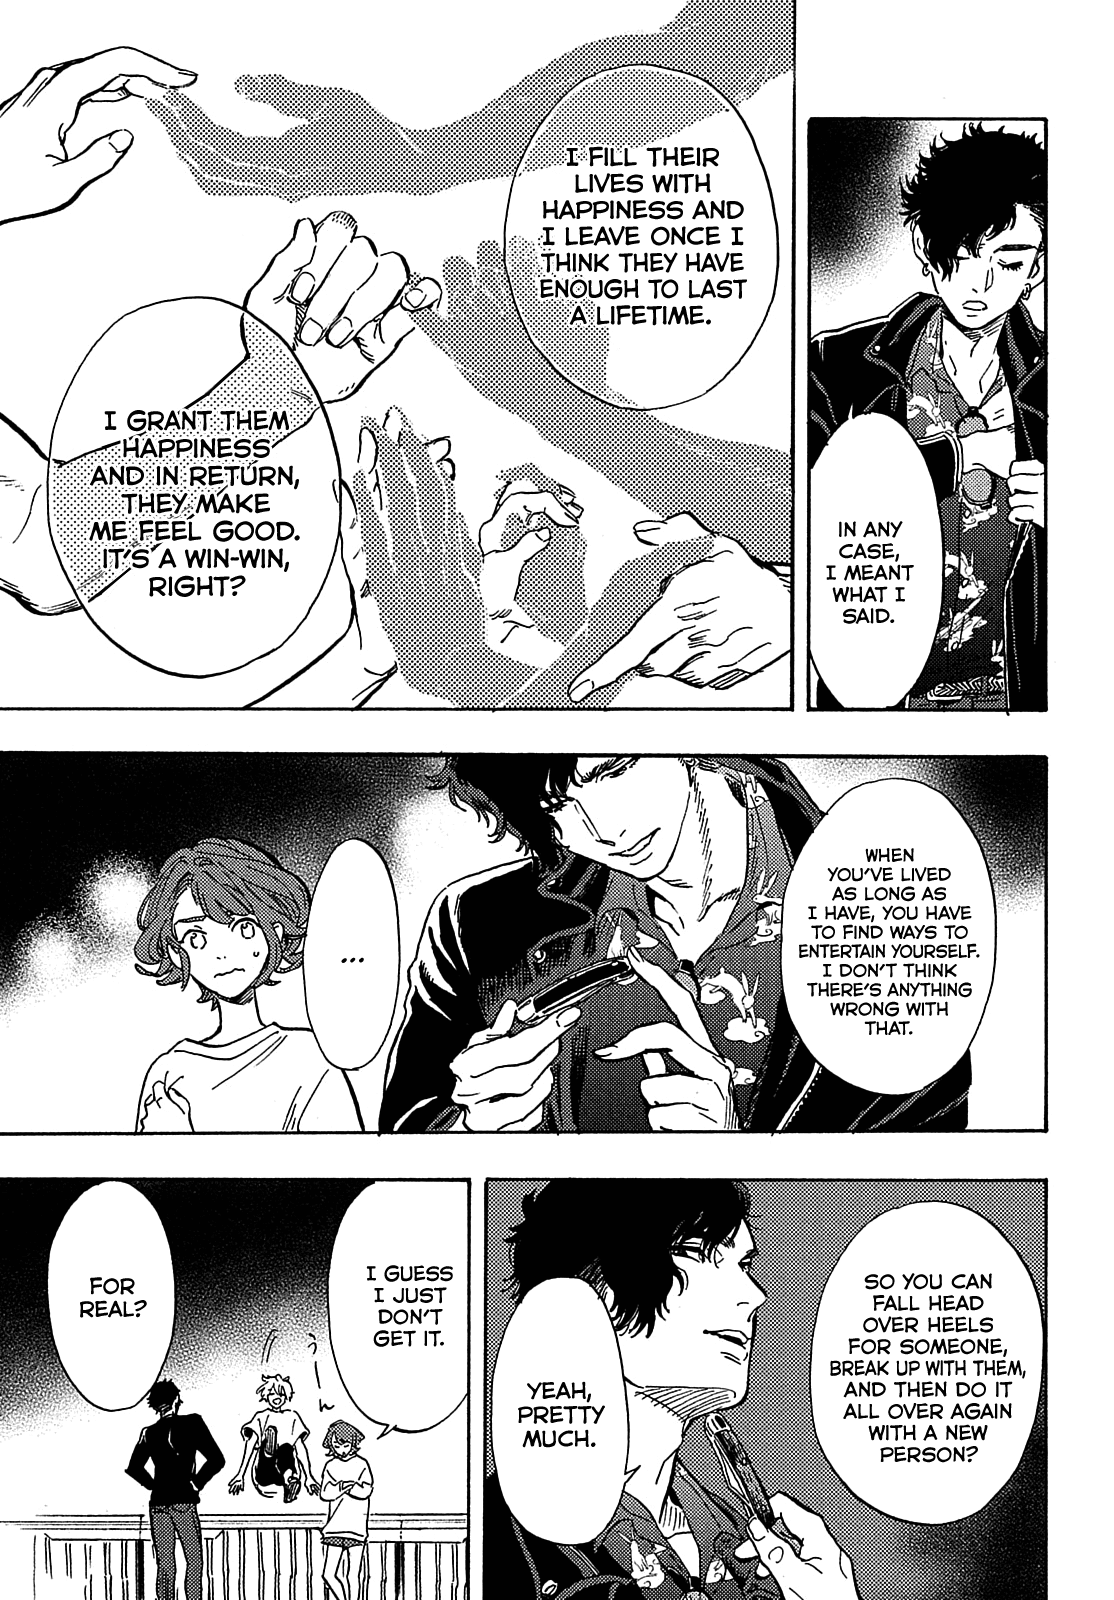 IN ANY
CASE,
I MEANT
WHAT I
SAID.
I FILL THEIR
LIVES WITH
HAPPINESS AND
I LEAVE ONCE I
THINK THEY HAVE
ENOUGH TO LAST
A LIFETIME.
I GRANT THEM
HAPPINESS
AND IN RETURN,
THEY MAKE
ME FEEL GOOD.
IT'S A WIN-WIN,
RIGHT?
WHEN
YOU'VE LIVED
AS LONG AS
I HAVE, YOU HAVE
TO FIND WAYS TO
ENTERTAIN YOURSELF.
I DON'T THINK
THERE'S ANYTHING
WRONG WITH
THAT.
...
SO YOU CAN
FALL HEAD
OVER HEELS
FOR SOMEONE,
BREAK UP WITH THEM,
AND THEN DO IT
ALL OVER AGAIN
WITH A NEW
PERSON?
YEAH,
PRETTY
MUCH.
I GUESS
I JUST
DON'T
GET IT.
うーん
FOR
REAL?